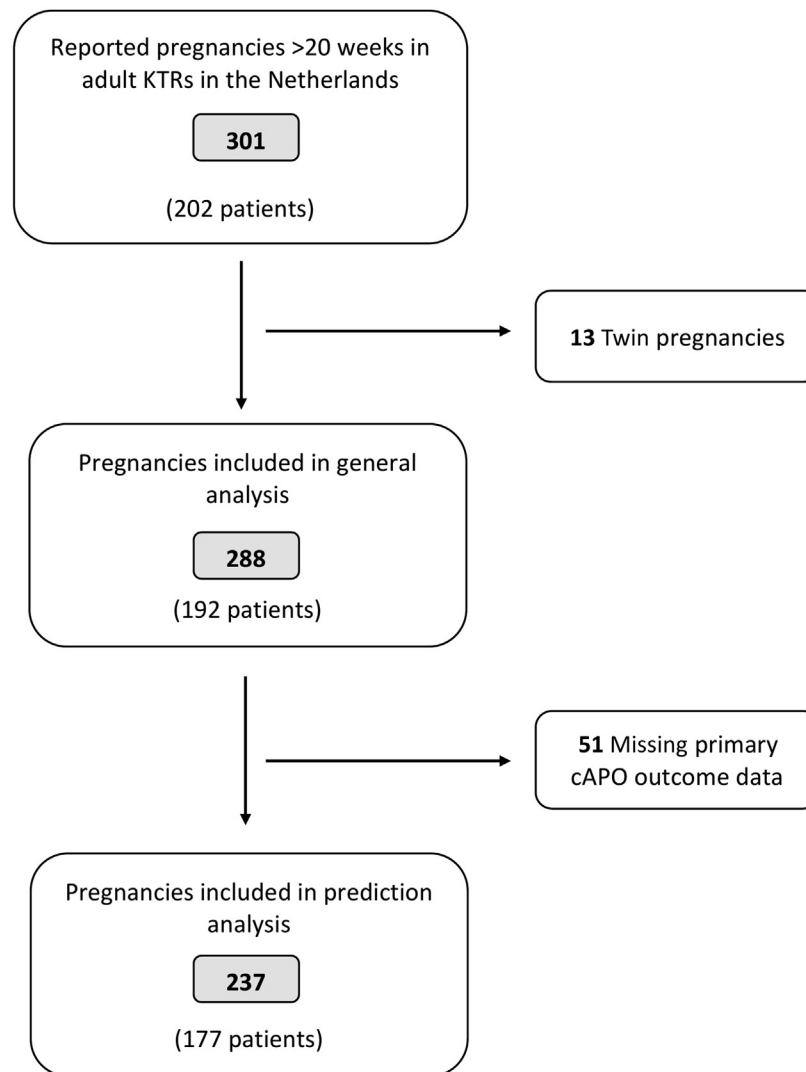 Reported pregnancies >20 weeks in
adult KTRs in the Netherlands
301
(202 patients)
13 Twin pregnancies
Pregnancies included in general
analysis
288
(192 patients)
51 Missing primary
cAPO outcome data
Pregnancies included in prediction
analysis
237
(177 patients)